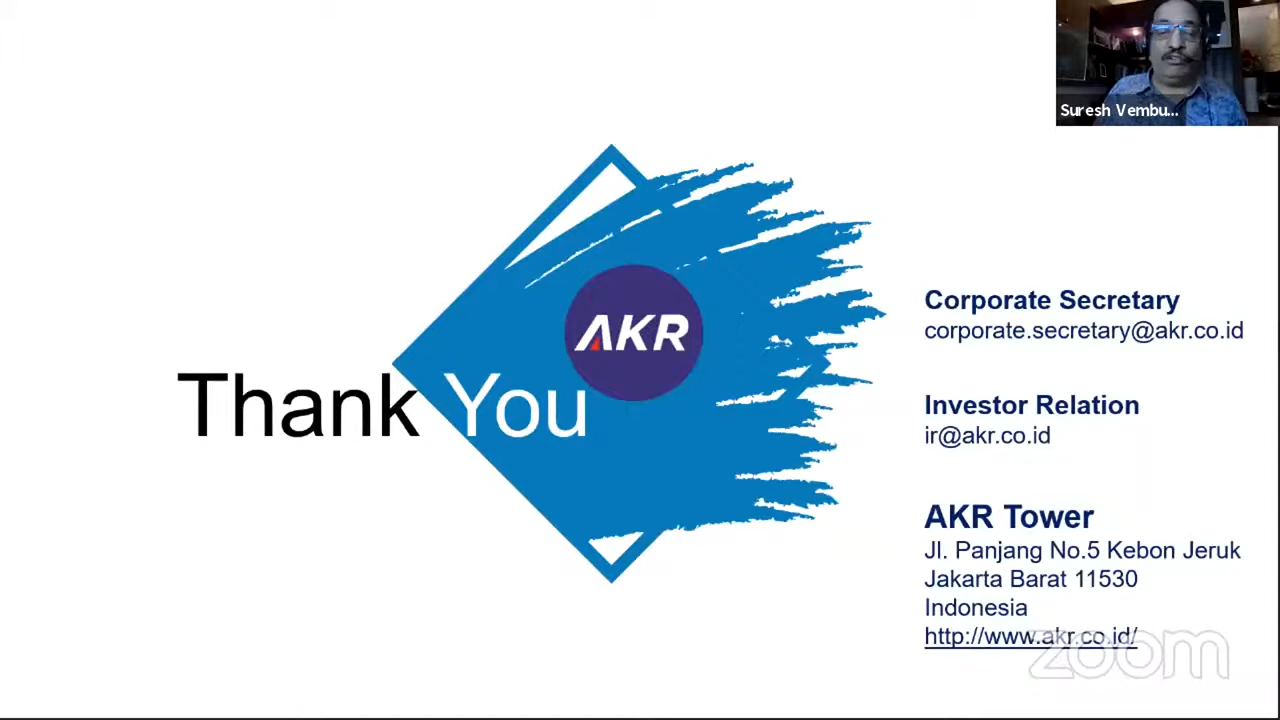 Suresh Vembu...
AKR
Thank You
Corporate Secretary
corporate.secretary@akr.co.id
Investor Relation
ir@akr.co.id
AKR Tower
Jl. Panjang No.5 Kebon Jeruk
Jakarta Barat 11530
Indonesia
http://www.akr.co.id/
zoom